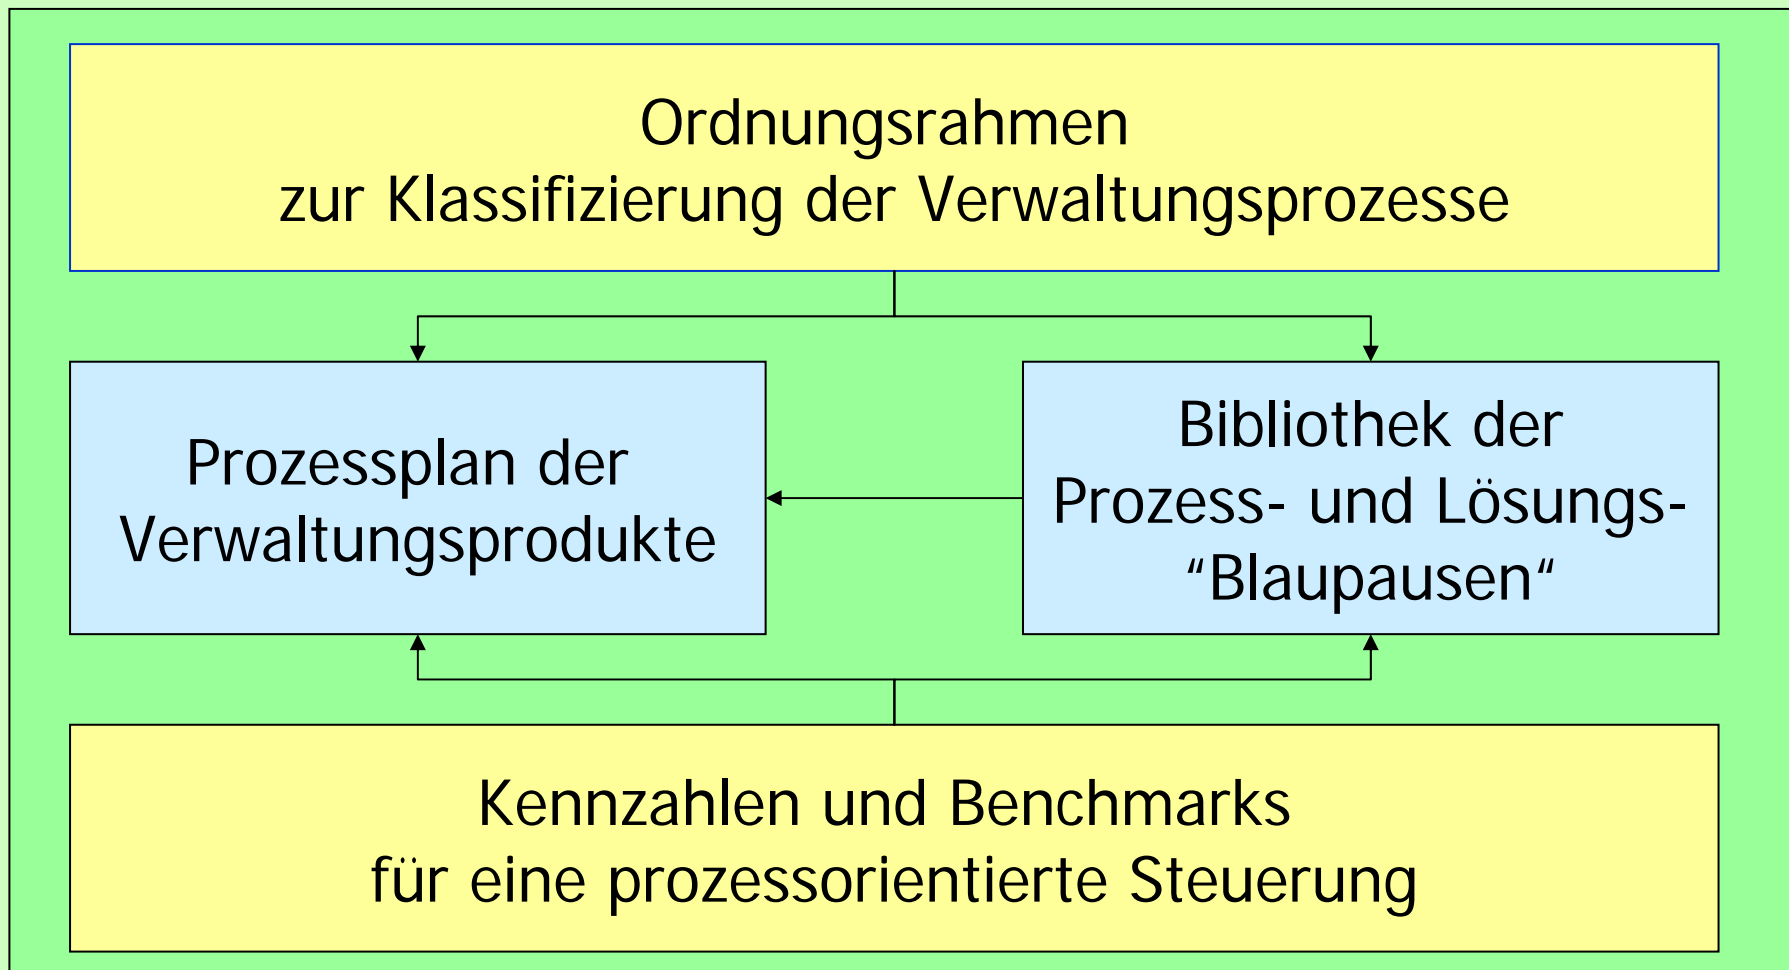 Ordnungsrahmen
zur Klassifizierung der Verwaltungsprozesse
Prozessplan der
Verwaltungsprodukte
Bibliothek der
Prozess- und Lösungs-
“Blaupausen“
Kennzahlen und Benchmarks
für eine prozessorientierte Steuerung